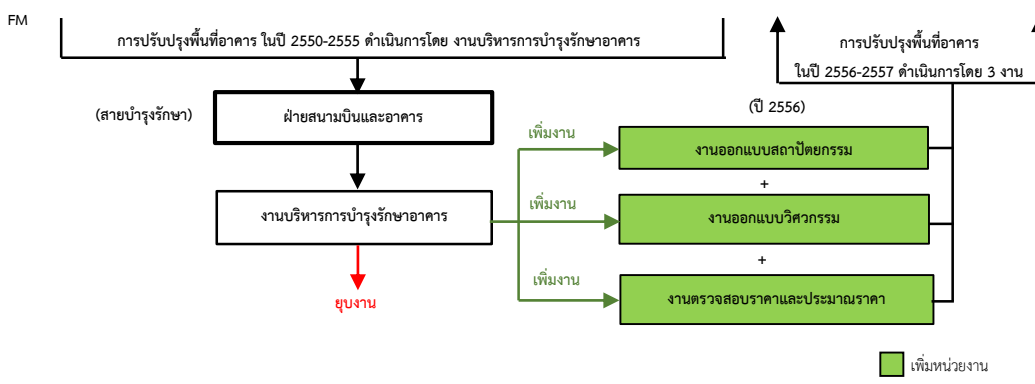 FM
การปรับปรุงพื้นที่อาคาร ในปี 2550-2555 ดำเนินการโดย งานบริหารการบำรุงรักษาอาคาร
การปรับปรุงพื้นที่อาคาร
ในปี 2556-2557 ดำเนินการโดย 3 งาน
(สายบำรุงรักษา)
ฝ่ายสนามบินและอาคาร
(ปี 2556)
เพิ่มงาน
งานออกแบบสถาปัตยกรรม
+
งานบริหารการบำรุงรักษาอาคาร
เพิ่มงาน
งานออกแบบวิศวกรรม
+
เพิ่มงาน
งานตรวจสอบราคาและประมาณราคา
ยุบงาน
เพิ่มหน่วยงาน